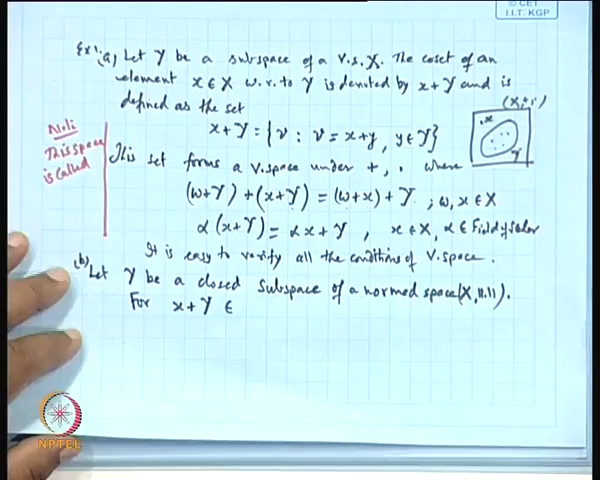 © CET
I.I.T. KGP
Ex1. (a) Let Y be a subspace of a v.s. X. The coset of an
element x ∈ X w.r. to Y is denoted by x+Y and is
defined as the set
x+Y = {v : v = x+y, y ∈ Y}
This set forms a v.space under +, . where
(w+Y) + (x+Y) = (w+x) + Y ; w, x ∈ X
α(x+Y) = αx + Y, x ∈ X, α ∈ Field of scalar
It is easy to verify all the conditions of V.space.
Note
This space
is called
(X, +, .)
.x
Y
(b) Let Y be a closed subspace of a normed space (X, ||.||).
For x+Y ∈
NPTEL